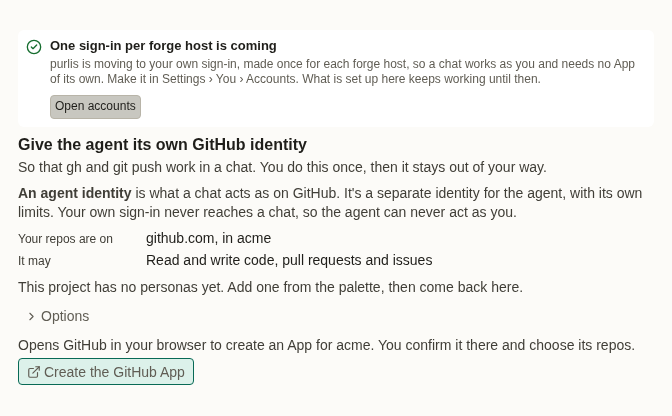 One sign-in per forge host is coming
purlis is moving to your own sign-in, made once for each forge host, so a chat works as you and needs no App
of its own. Make it in Settings › You › Accounts. What is set up here keeps working until then.
Open accounts
Give the agent its own GitHub identity
So that gh and git push work in a chat. You do this once, then it stays out of your way.
An agent identity is what a chat acts as on GitHub. It's a separate identity for the agent, with its own
limits. Your own sign-in never reaches a chat, so the agent can never act as you.
Your repos are on github.com, in acme
It may Read and write code, pull requests and issues
This project has no personas yet. Add one from the palette, then come back here.
Options
Opens GitHub in your browser to create an App for acme. You confirm it there and choose its repos.
Create the GitHub App